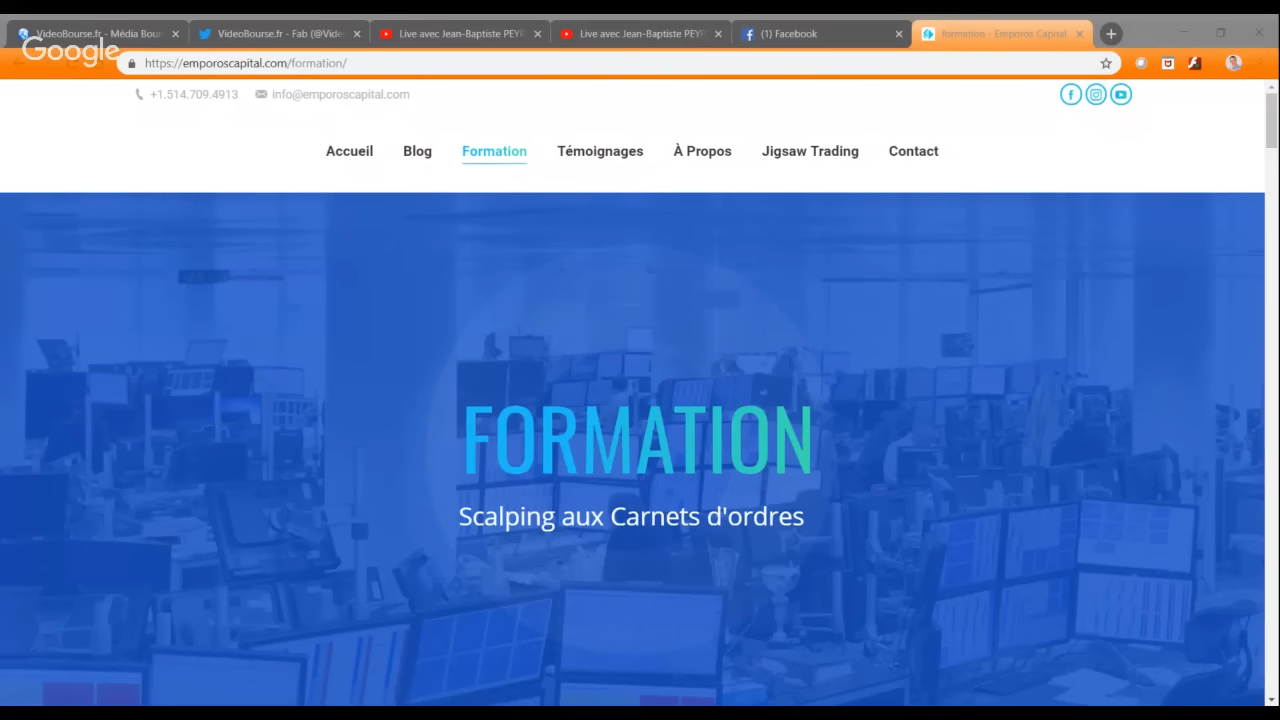 VideoBourse.fr - Média Bour
VideoBourse.fr - Fab (@Vide
Live avec Jean-Baptiste PEYR
Live avec Jean-Baptiste PEYR
(1) Facebook
formation - Emporos Capital
Google
https://emporoscapital.com/formation/
+1.514.709.4913 info@emporoscapital.com
Accueil Blog Formation Témoignages À Propos Jigsaw Trading Contact
FORMATION
Scalping aux Carnets d'ordres